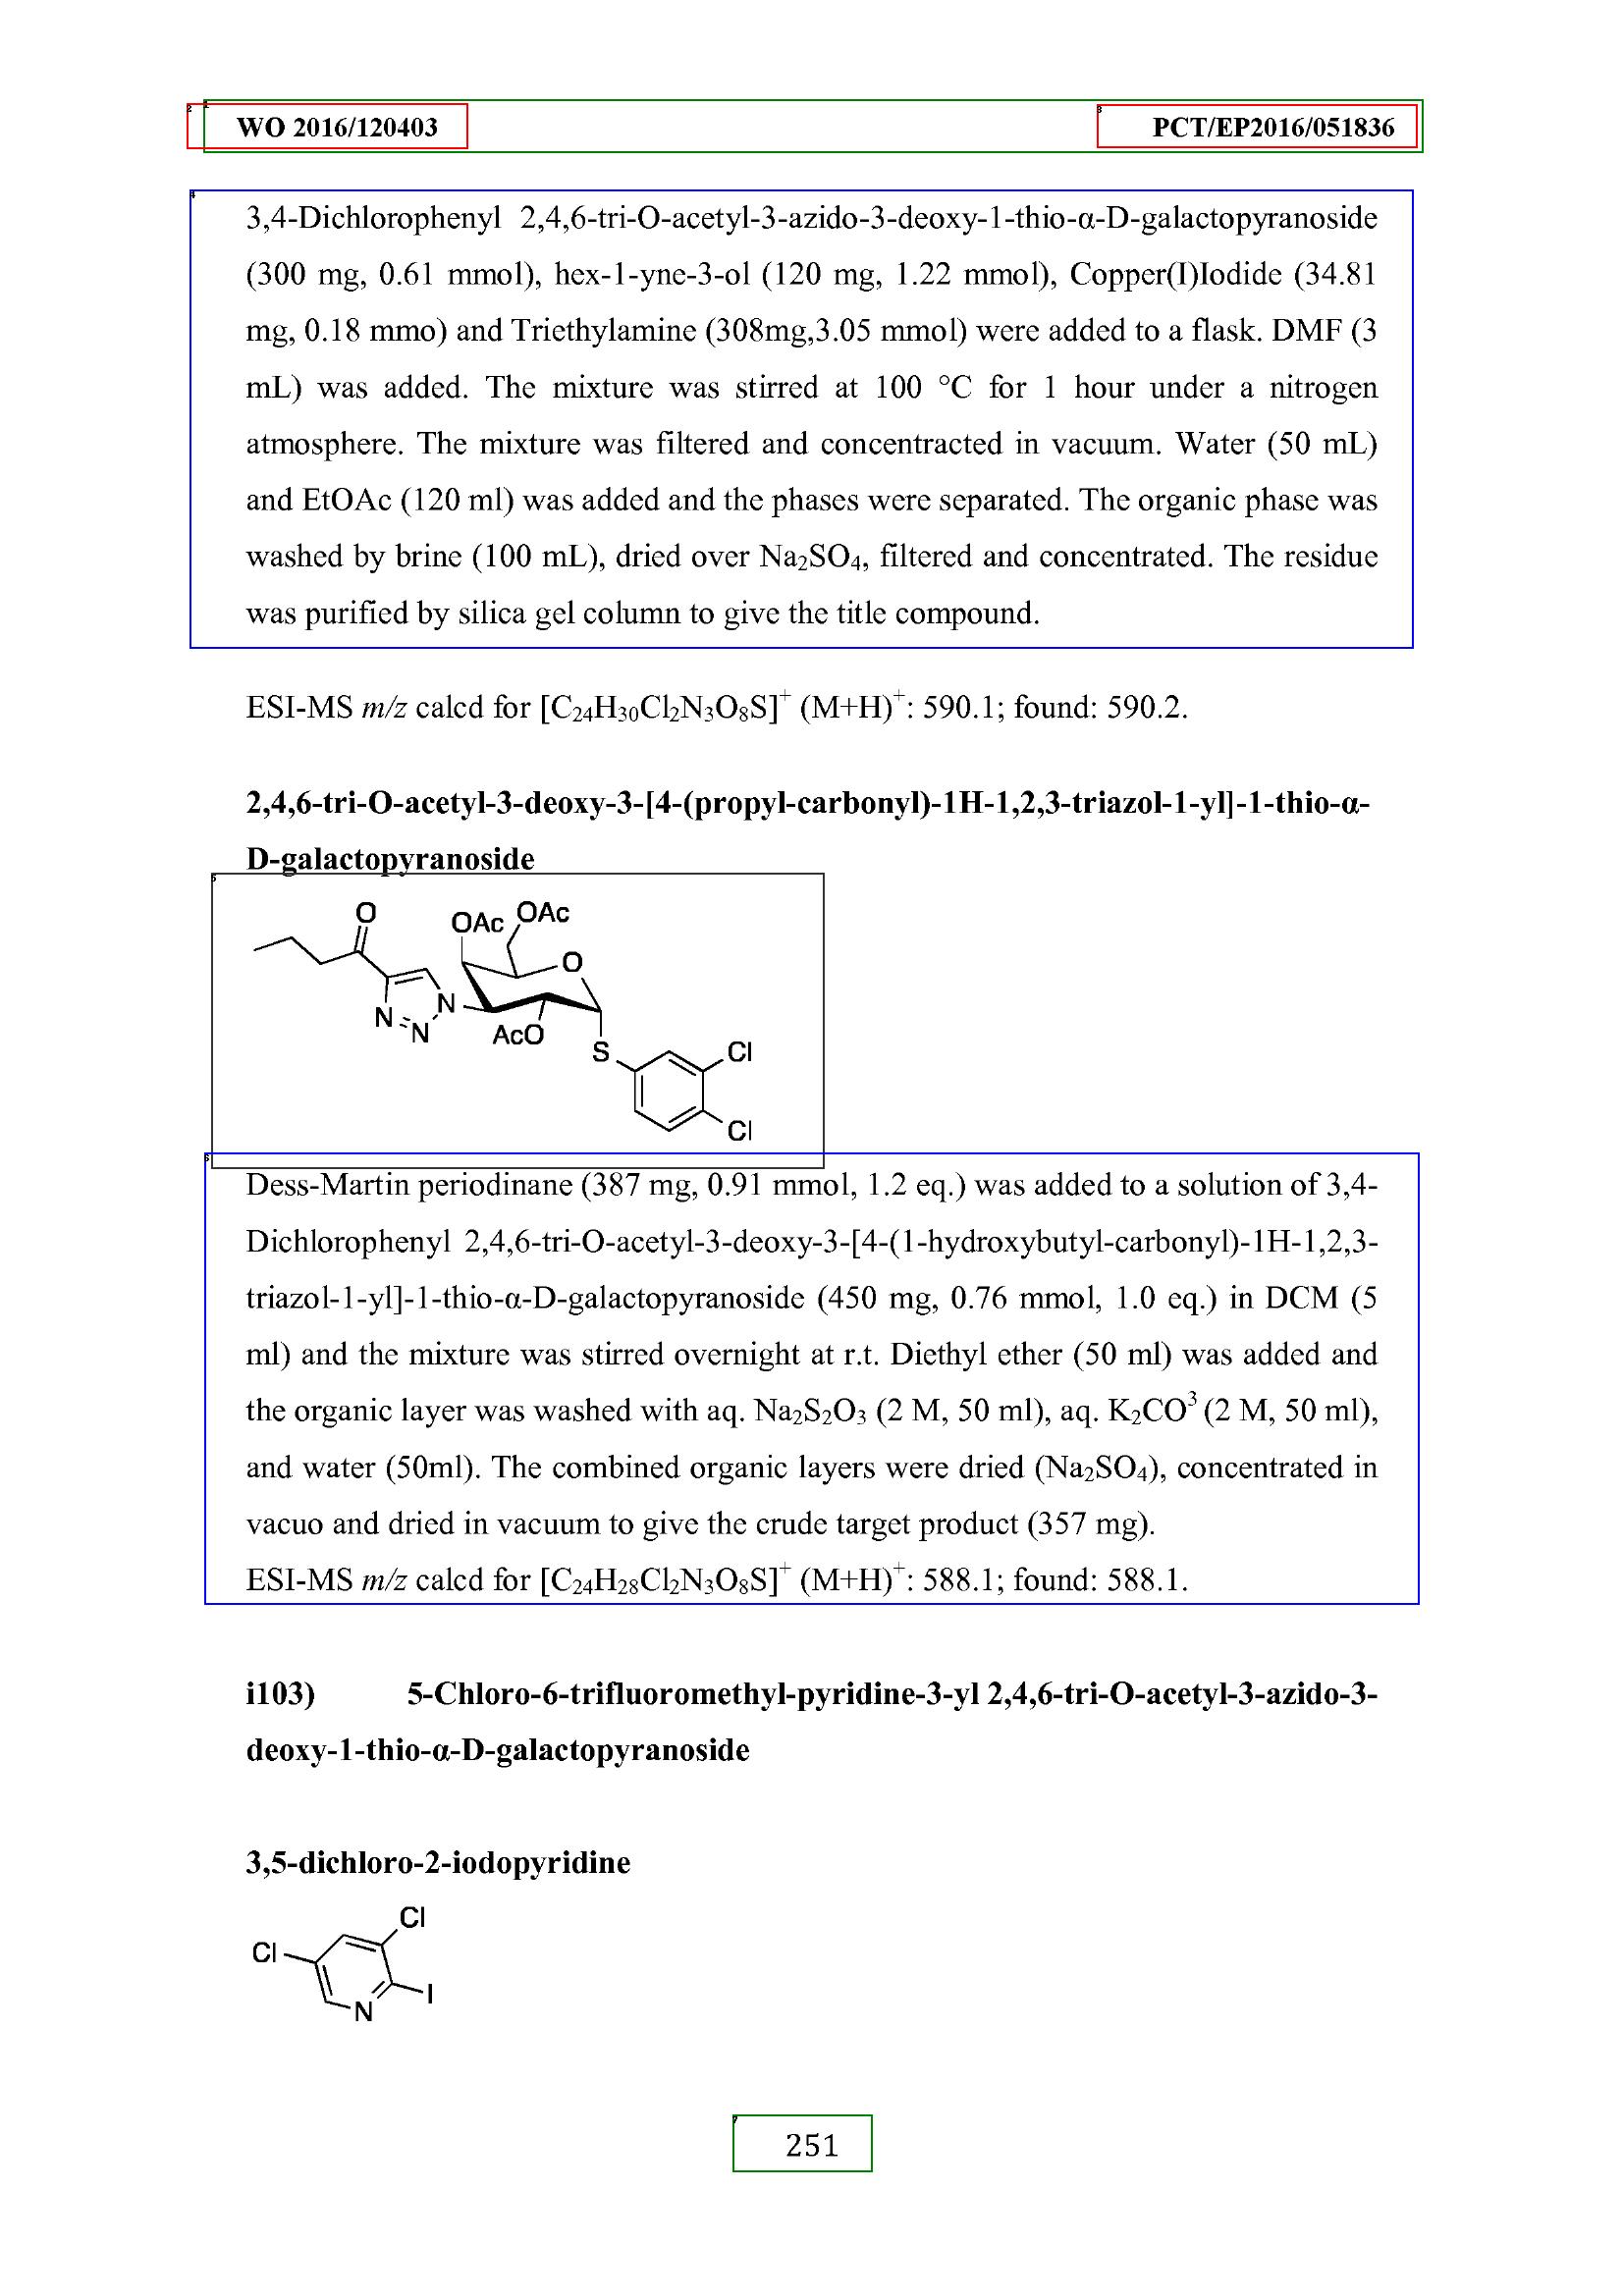 WO 2016/120403 PCT/EP2016/051836
3,4-Dichlorophenyl 2,4,6-tri-O-acetyl-3-azido-3-deoxy-1-thio-α-D-galactopyranoside
(300 mg, 0.61 mmol), hex-1-yne-3-ol (120 mg, 1.22 mmol), Copper(I)Iodide (34.81
mg, 0.18 mmo) and Triethylamine (308mg,3.05 mmol) were added to a flask. DMF (3
mL) was added. The mixture was stirred at 100 °C for 1 hour under a nitrogen
atmosphere. The mixture was filtered and concentracted in vacuum. Water (50 mL)
and EtOAc (120 ml) was added and the phases were separated. The organic phase was
washed by brine (100 mL), dried over Na₂SO₄, filtered and concentrated. The residue
was purified by silica gel column to give the title compound.
ESI-MS m/z calcd for [C₂₄H₃₀Cl₂N₃O₈S]⁺ (M+H)⁺: 590.1; found: 590.2.
2,4,6-tri-O-acetyl-3-deoxy-3-[4-(propyl-carbonyl)-1H-1,2,3-triazol-1-yl]-1-thio-α-
D-galactopyranoside
O
OAc OAc
O
N N N
AcO
S
Cl
Cl
Dess-Martin periodinane (387 mg, 0.91 mmol, 1.2 eq.) was added to a solution of 3,4-
Dichlorophenyl 2,4,6-tri-O-acetyl-3-deoxy-3-[4-(1-hydroxybutyl-carbonyl)-1H-1,2,3-
triazol-1-yl]-1-thio-α-D-galactopyranoside (450 mg, 0.76 mmol, 1.0 eq.) in DCM (5
ml) and the mixture was stirred overnight at r.t. Diethyl ether (50 ml) was added and
the organic layer was washed with aq. Na₂S₂O₃ (2 M, 50 ml), aq. K₂CO³ (2 M, 50 ml),
and water (50ml). The combined organic layers were dried (Na₂SO₄), concentrated in
vacuo and dried in vacuum to give the crude target product (357 mg).
ESI-MS m/z calcd for [C₂₄H₂₈Cl₂N₃O₈S]⁺ (M+H)⁺: 588.1; found: 588.1.
i103) 5-Chloro-6-trifluoromethyl-pyridine-3-yl 2,4,6-tri-O-acetyl-3-azido-3-
deoxy-1-thio-α-D-galactopyranoside
3,5-dichloro-2-iodopyridine
Cl
Cl
I
N
251